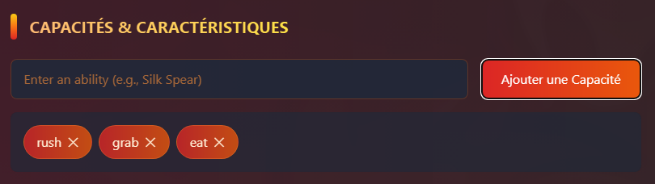 CAPACITÉS & CARACTÉRISTIQUES
Enter an ability (e.g., Silk Spear)
Ajouter une Capacité
rush ×
grab ×
eat ×